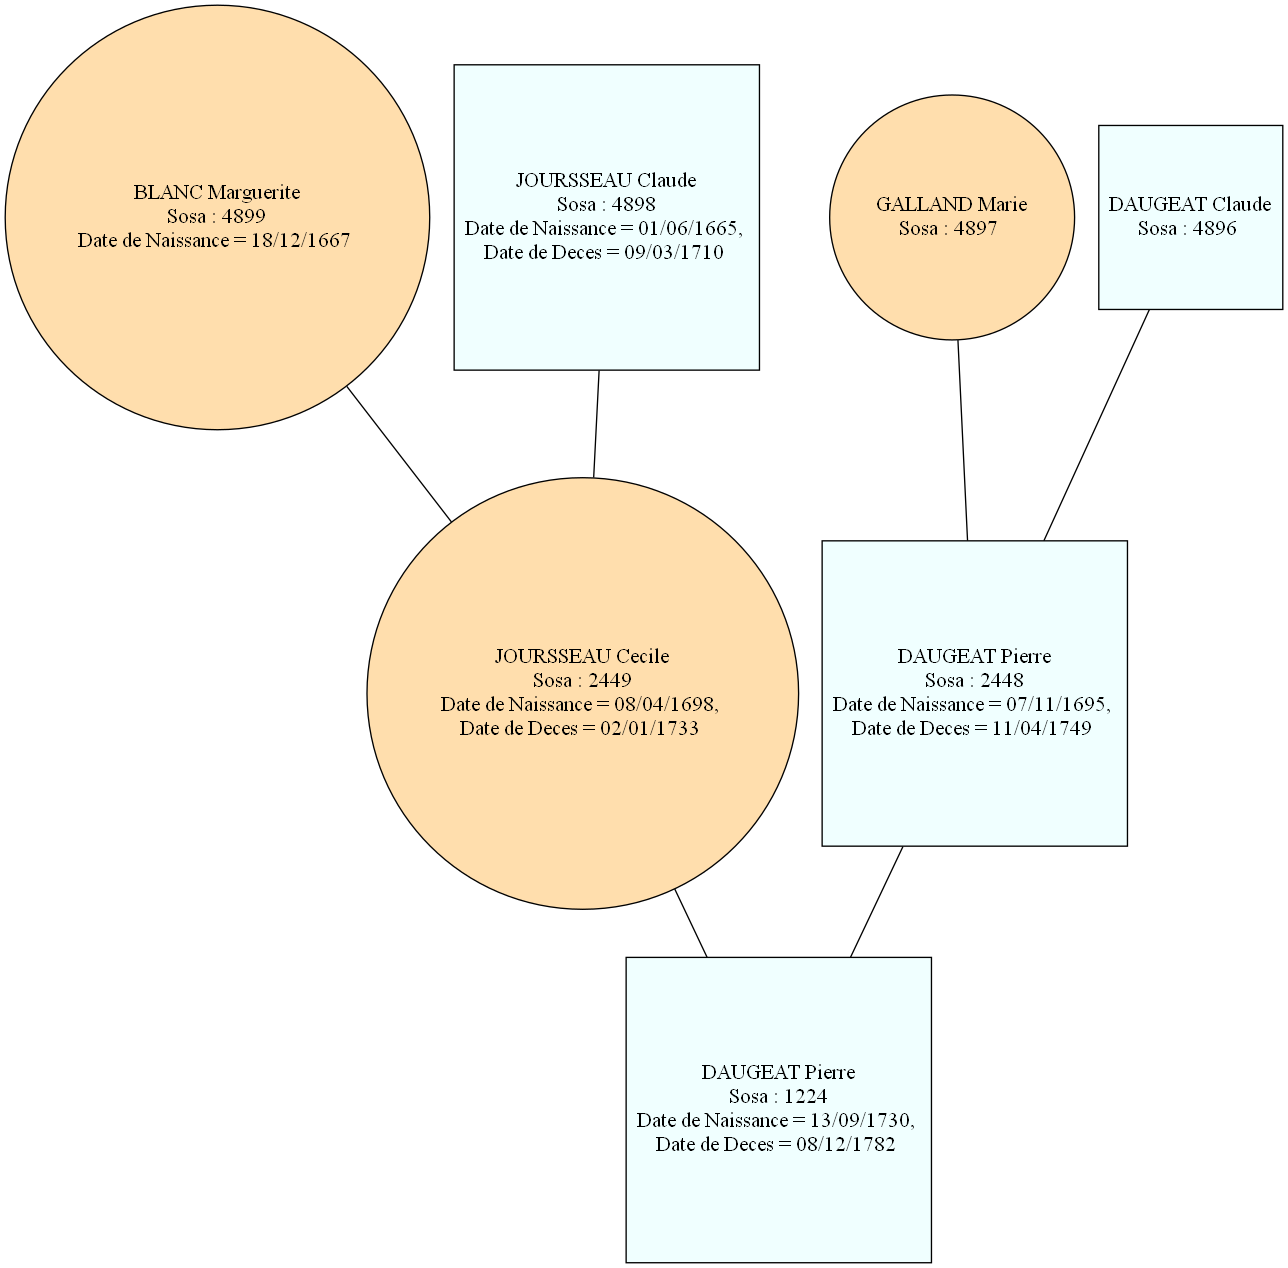 BLANC Marguerite
Sosa : 4899
Date de Naissance = 18/12/1667
JOURSSEAU Claude
Sosa : 4898
Date de Naissance = 01/06/1665,
Date de Deces = 09/03/1710
GALLAND Marie
Sosa : 4897
DAUGEAT Claude
Sosa : 4896
JOURSSEAU Cecile
Sosa : 2449
Date de Naissance = 08/04/1698,
Date de Deces = 02/01/1733
DAUGEAT Pierre
Sosa : 2448
Date de Naissance = 07/11/1695,
Date de Deces = 11/04/1749
DAUGEAT Pierre
Sosa : 1224
Date de Naissance = 13/09/1730,
Date de Deces = 08/12/1782